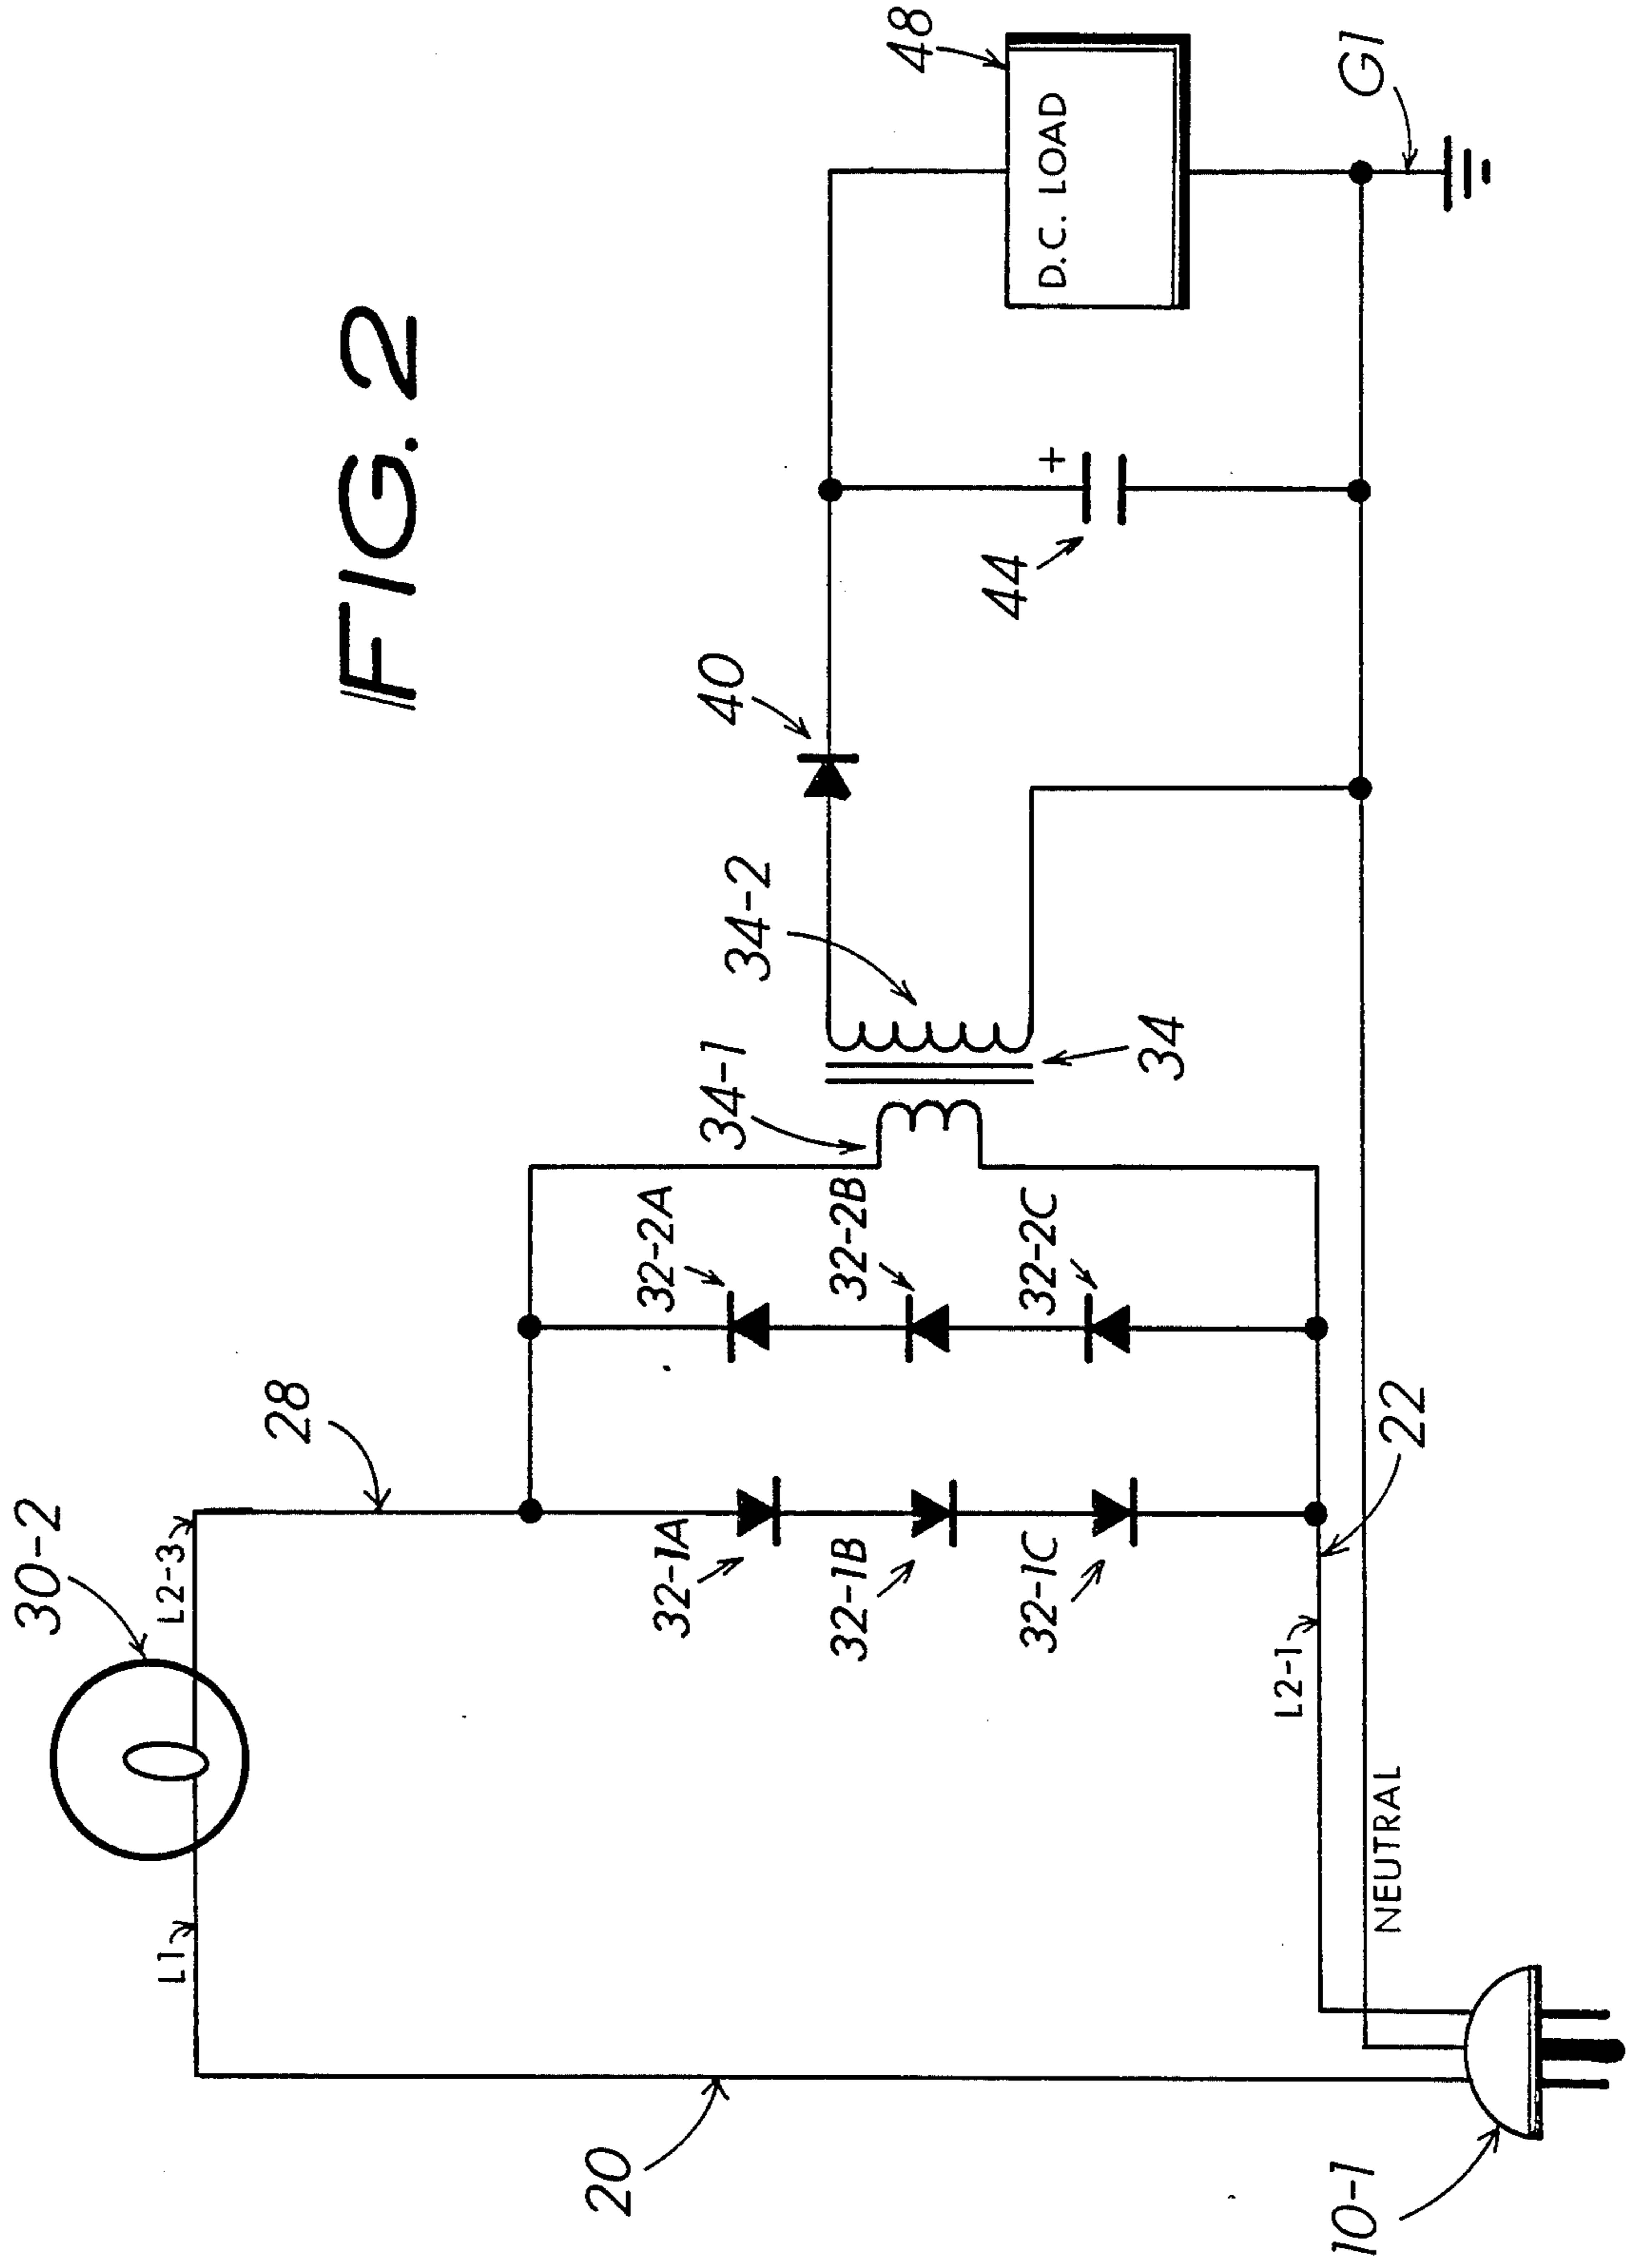 FIG. 2
30-2
L1
L2-3
28
20
32-1A
32-1B
32-1C
32-2A
32-2B
32-2C
34-1
34-2
34
40
44
+
48
D.C. LOAD
G1
L2-1
22
NEUTRAL
10-1